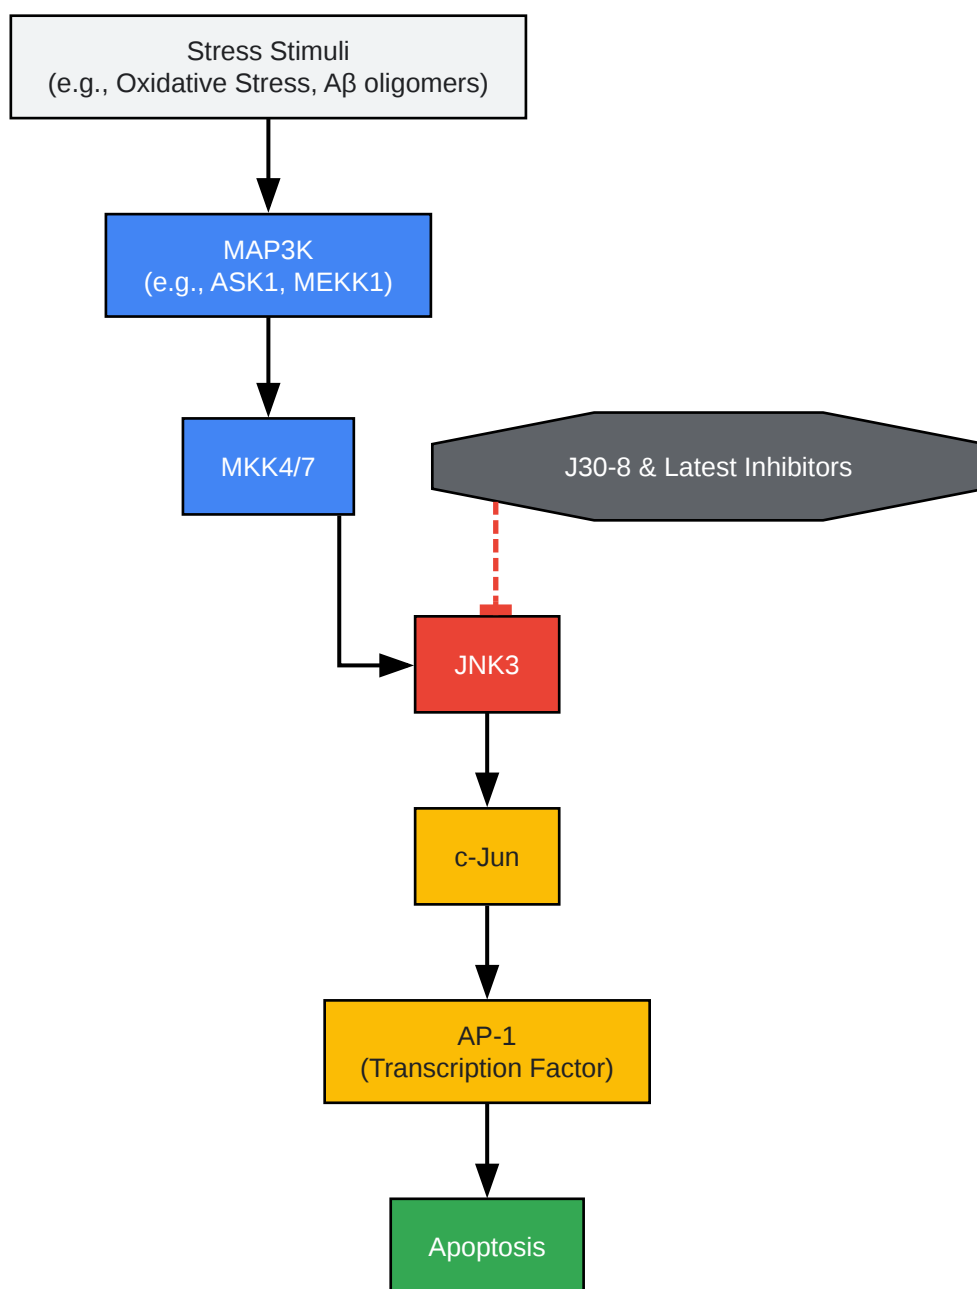 Stress Stimuli
(e.g., Oxidative Stress, Aβ oligomers)
MAP3K
(e.g., ASK1, MEKK1)
MKK4/7
J30-8 & Latest Inhibitors
JNK3
c-Jun
AP-1
(Transcription Factor)
Apoptosis